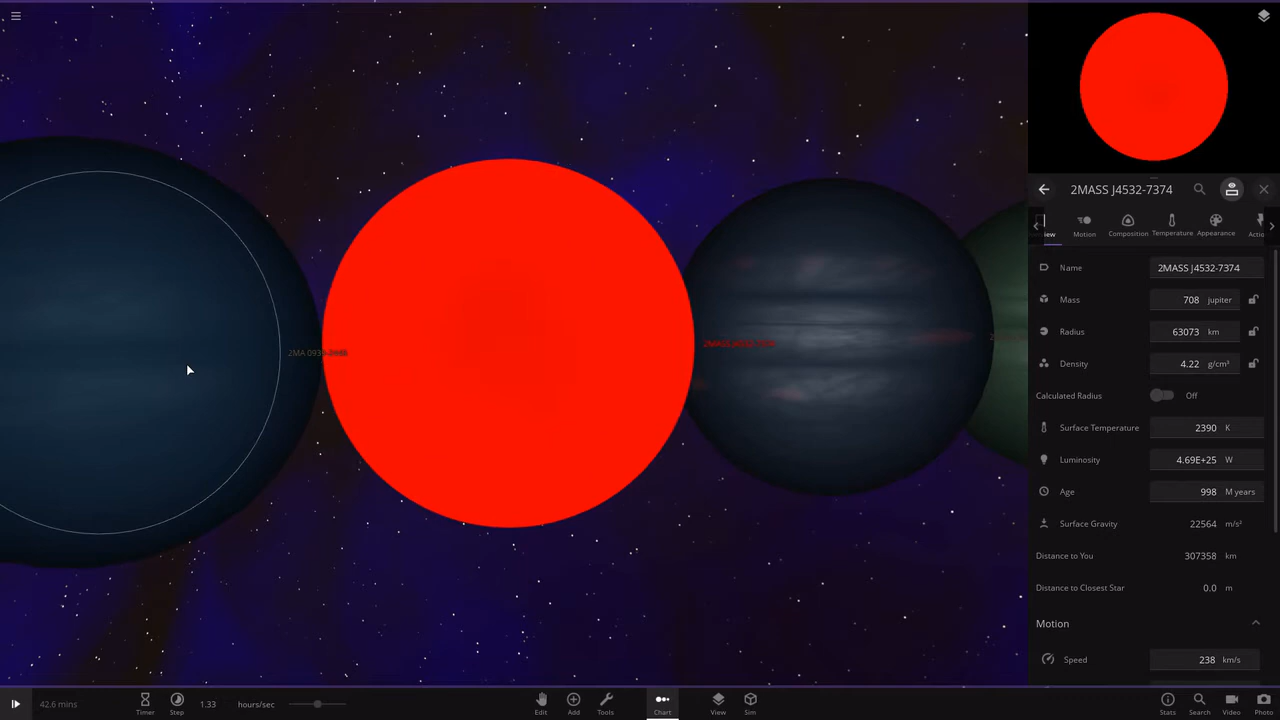 2MASS J4532-7374
view
Motion
Composition
Temperature
Appearance
Actio
Name
2MASS J4532-7374
Mass
708 jupiter
Radius
63073 km
Density
4.22 g/cm³
Calculated Radius
Off
Surface Temperature
2390 K
Luminosity
4.69E+25 W
Age
998 M years
Surface Gravity
22564 m/s²
Distance to You
307358 km
Distance to Closest Star
0.0 m
Motion
Speed
238 km/s
42.6 mins
Timer
Step
1.33 hours/sec
Edit
Add
Tools
Chart
View
Sim
Stats
Search
Video
Photo